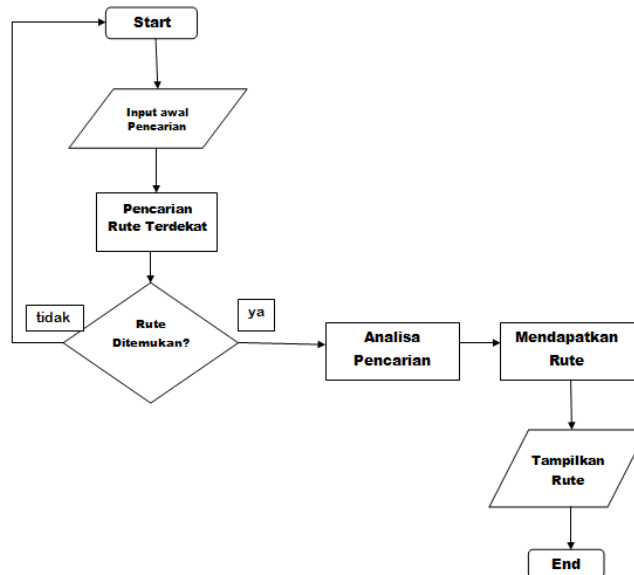 Start
Input awal
Pencarian
Pencarian
Rute Terdekat
tidak
Rute
Ditemukan?
ya
Analisa
Pencarian
Mendapatkan
Rute
Tampilkan
Rute
End